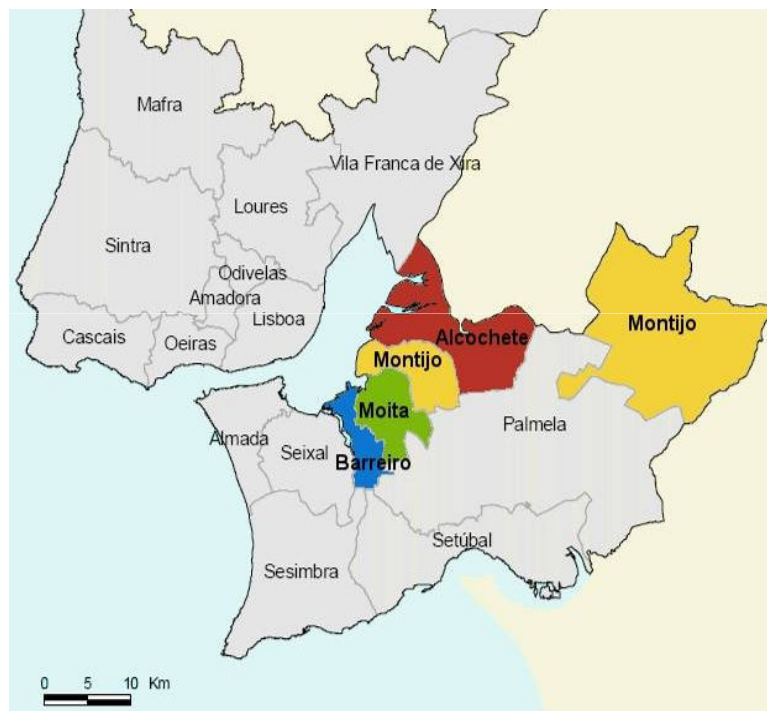 Mafra
Vila Franca de Xira
Loures
Sintra
Odivelas
Amadora
Lisboa
Cascais
Oeiras
Alcochete
Montijo
Montijo
Moita
Palmela
Almada
Seixal
Barreiro
Setúbal
Sesimbra
0 5 10 Km